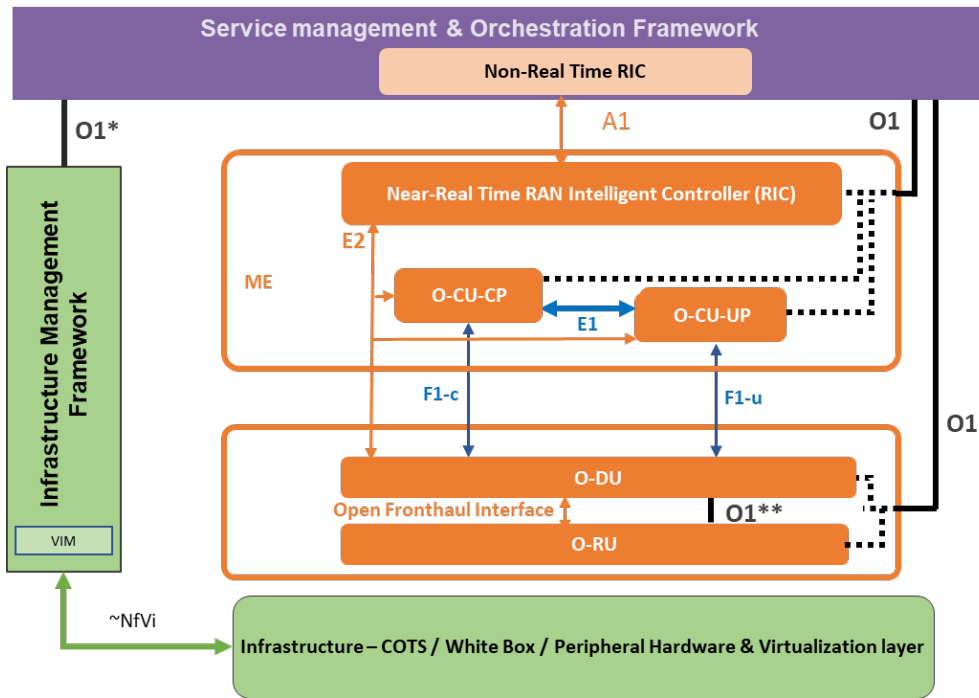 Service management & Orchestration Framework
Non-Real Time RIC
O1*
A1
O1
Near-Real Time RAN Intelligent Controller (RIC)
E2
ME
O-CU-CP
E1
O-CU-UP
Infrastructure Management
Framework
F1-c
F1-u
O1
O-DU
Open Fronthaul Interface
O1**
O-RU
VIM
~NfVi
Infrastructure – COTS / White Box / Peripheral Hardware & Virtualization layer